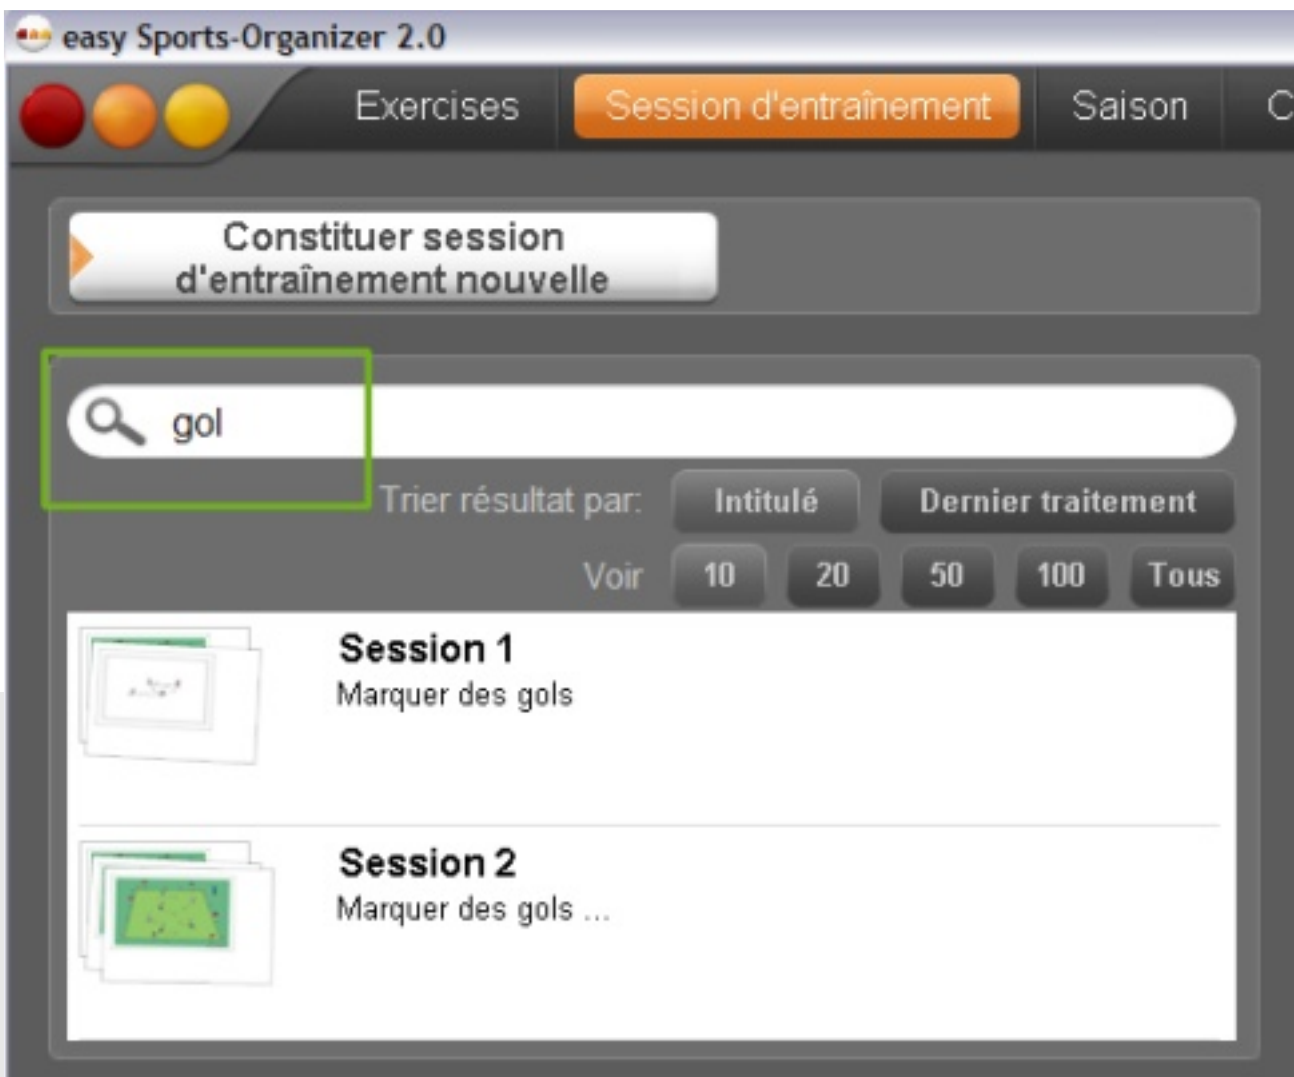 easy Sports-Organizer 2.0
Exercises Session d'entraînement Saison C
Constituer session
d'entraînement nouvelle
gol
Trier résultat par: Intitulé Dernier traitement
Voir 10 20 50 100 Tous
Session 1
Marquer des gols
Session 2
Marquer des gols ...